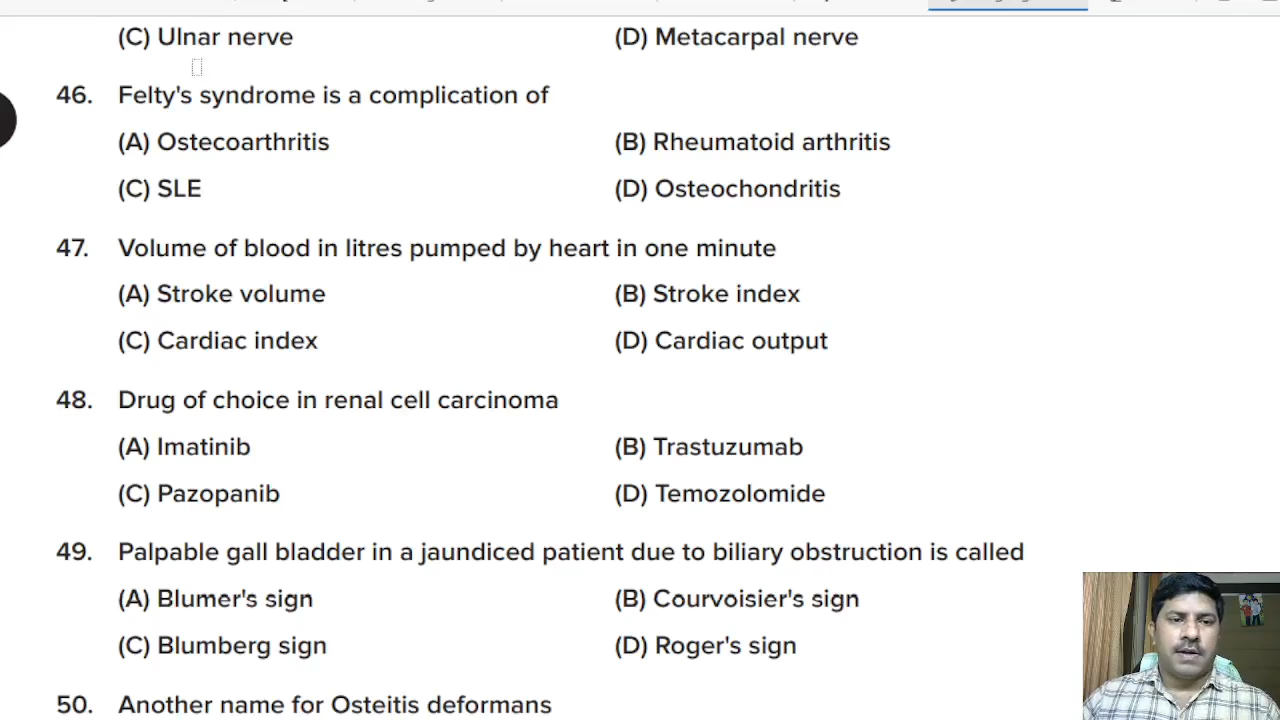 (C) Ulnar nerve (D) Metacarpal nerve
46. Felty's syndrome is a complication of
(A) Ostecoarthritis (B) Rheumatoid arthritis
(C) SLE (D) Osteochondritis
47. Volume of blood in litres pumped by heart in one minute
(A) Stroke volume (B) Stroke index
(C) Cardiac index (D) Cardiac output
48. Drug of choice in renal cell carcinoma
(A) Imatinib (B) Trastuzumab
(C) Pazopanib (D) Temozolomide
49. Palpable gall bladder in a jaundiced patient due to biliary obstruction is called
(A) Blumer's sign (B) Courvoisier's sign
(C) Blumberg sign (D) Roger's sign
50. Another name for Osteitis deformans